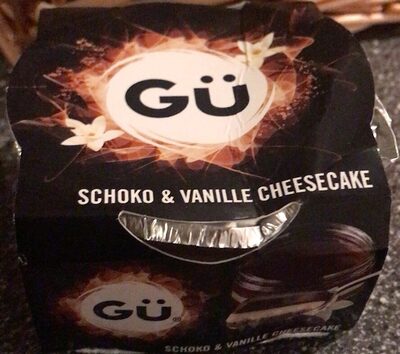 Gü
SCHOKO & VANILLE CHEESECAKE
Gü®
SCHOKO & VANILLE CHEESECAKE